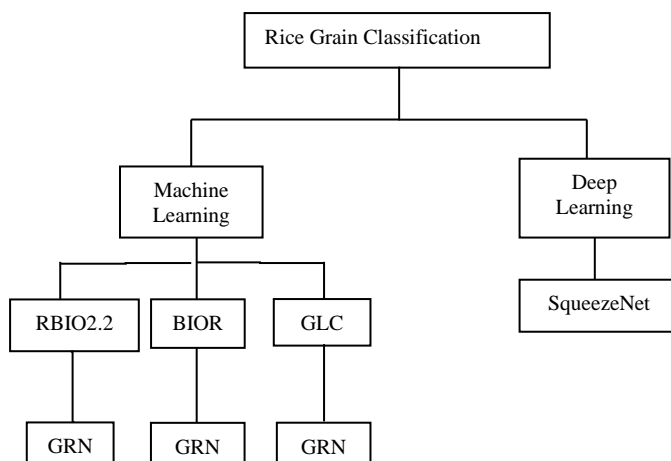 Rice Grain Classification
Machine
Learning
Deep
Learning
RBIO2.2
BIOR
GLC
SqueezeNet
GRN
GRN
GRN